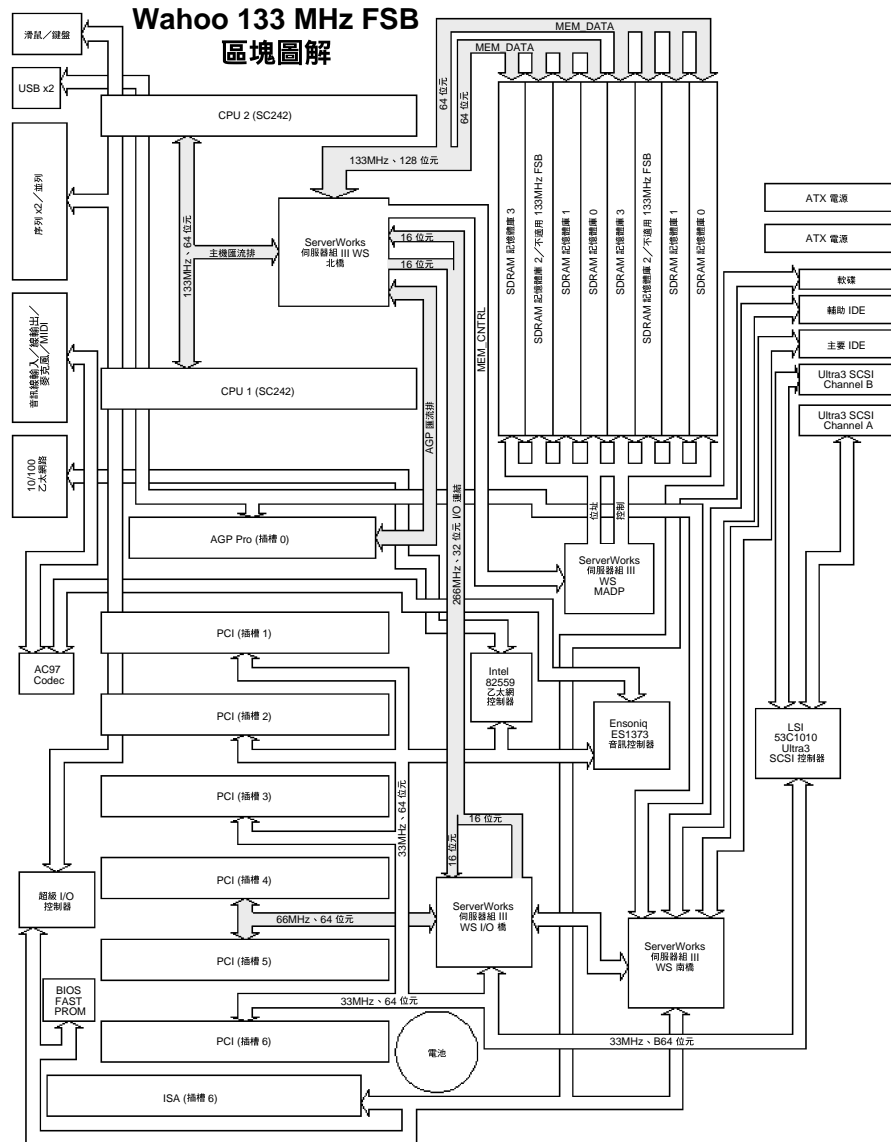 Wahoo 133 MHz FSB
區塊圖解
滑鼠／鍵盤
USB x2
序列 x2／並列
音訊線輸入／線輸出／
麥克風／MIDI
10/100
乙太網路
AC97
Codec
超級 I/O
控制器
BIOS
FAST
PROM
CPU 2 (SC242)
133MHz、64 位元
主機匯流排
CPU 1 (SC242)
ServerWorks
伺服器組 III WS
北橋
133MHz、128 位元
64 位元
64 位元
MEM_DATA
MEM_DATA
16 位元
16 位元
MEM_CNTRL
AGP 匯流排
266MHz、32 位元 I/O 連結
SDRAM 記憶體庫 3
SDRAM 記憶體庫 2／不適用 133MHz FSB
SDRAM 記憶體庫 1
SDRAM 記憶體庫 0
SDRAM 記憶體庫 3
SDRAM 記憶體庫 2／不適用 133MHz FSB
SDRAM 記憶體庫 1
SDRAM 記憶體庫 0
位址
控制
ServerWorks
伺服器組 III
WS
MADP
ATX 電源
ATX 電源
軟碟
輔助 IDE
主要 IDE
Ultra3 SCSI
Channel B
Ultra3 SCSI
Channel A
AGP Pro (插槽 0)
PCI (插槽 1)
PCI (插槽 2)
PCI (插槽 3)
PCI (插槽 4)
PCI (插槽 5)
PCI (插槽 6)
ISA (插槽 6)
Intel
82559
乙太網
控制器
Ensoniq
ES1373
音訊控制器
LSI
53C1010
Ultra3
SCSI 控制器
33MHz、64 位元
16 位元
16 位元
66MHz、64 位元
ServerWorks
伺服器組 III
WS I/O 橋
ServerWorks
伺服器組 III
WS 南橋
33MHz、64 位元
33MHz、B64 位元
電池